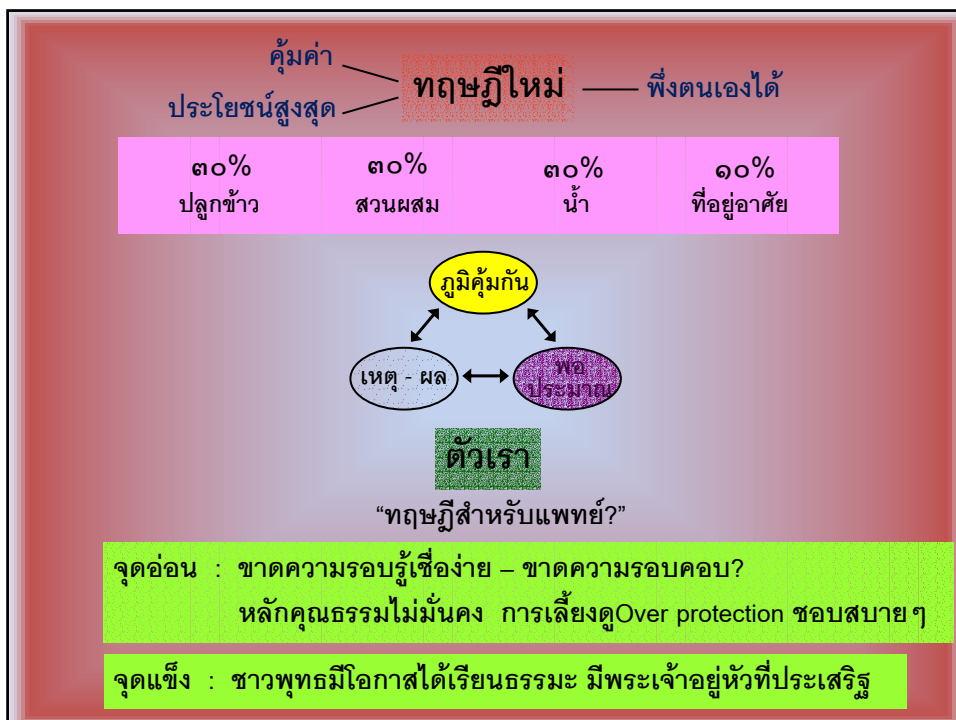 คุ้มค่า
ทฤษฎีใหม่
พึ่งตนเองได้
ประโยชน์สูงสุด
๓๐% ๓๐% ๓๐% ๑๐%
ปลูกข้าว สวนผสม น้ำ ที่อยู่อาศัย
ภูมิคุ้มกัน
เหตุ - ผล
พอ
ประมาณ
ตัวเรา
“ทฤษฎีสำหรับแพทย์?”
จุดอ่อน : ขาดความรอบรู้เชื่อง่าย – ขาดความรอบคอบ?
หลักคุณธรรมไม่มั่นคง การเลี้ยงดูOver protection ชอบสบายๆ
จุดแข็ง : ชาวพุทธมีโอกาสได้เรียนธรรมะ มีพระเจ้าอยู่หัวที่ประเสริฐ